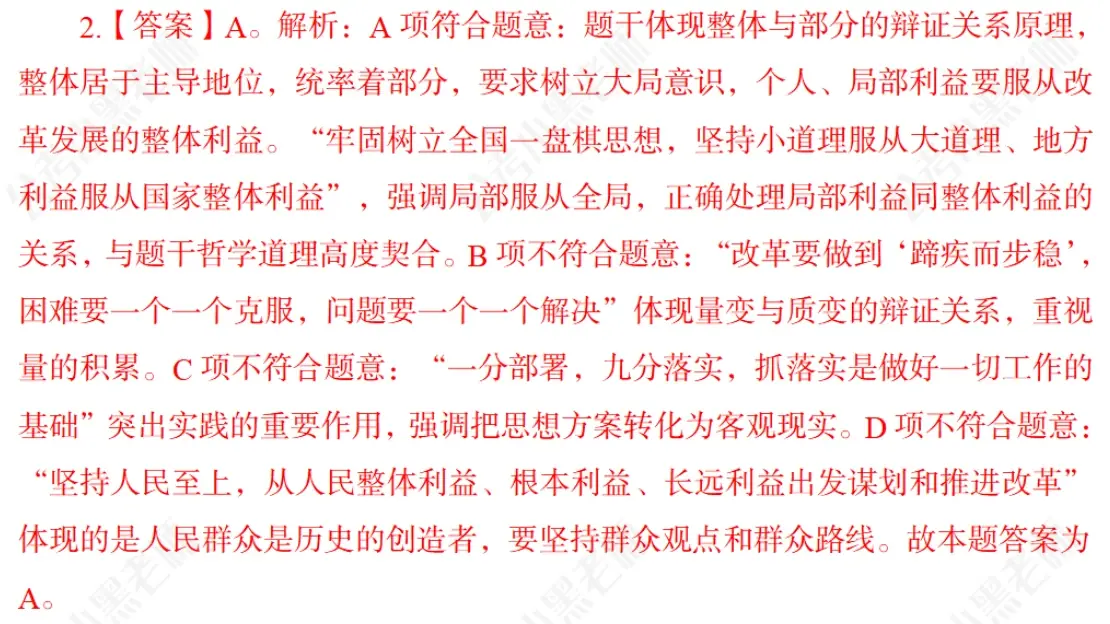 2.【答案】A。解析：A 项符合题意：题干体现整体与部分的辩证关系原理，
整体居于主导地位，统率着部分，要求树立大局意识，个人、局部利益要服从改
革发展的整体利益。“牢固树立全国一盘棋思想，坚持小道理服从大道理、地方
利益服从国家整体利益”，强调局部服从全局，正确处理局部利益同整体利益的
关系，与题干哲学道理高度契合。B 项不符合题意：“改革要做到‘蹄疾而步稳’，
困难要一个一个克服，问题要一个一个解决”体现量变与质变的辩证关系，重视
量的积累。C 项不符合题意：“一分部署，九分落实，抓落实是做好一切工作的
基础”突出实践的重要作用，强调把思想方案转化为客观现实。D 项不符合题意：
“坚持人民至上，从人民整体利益、根本利益、长远利益出发谋划和推进改革”
体现的是人民群众是历史的创造者，要坚持群众观点和群众路线。故本题答案为
A。